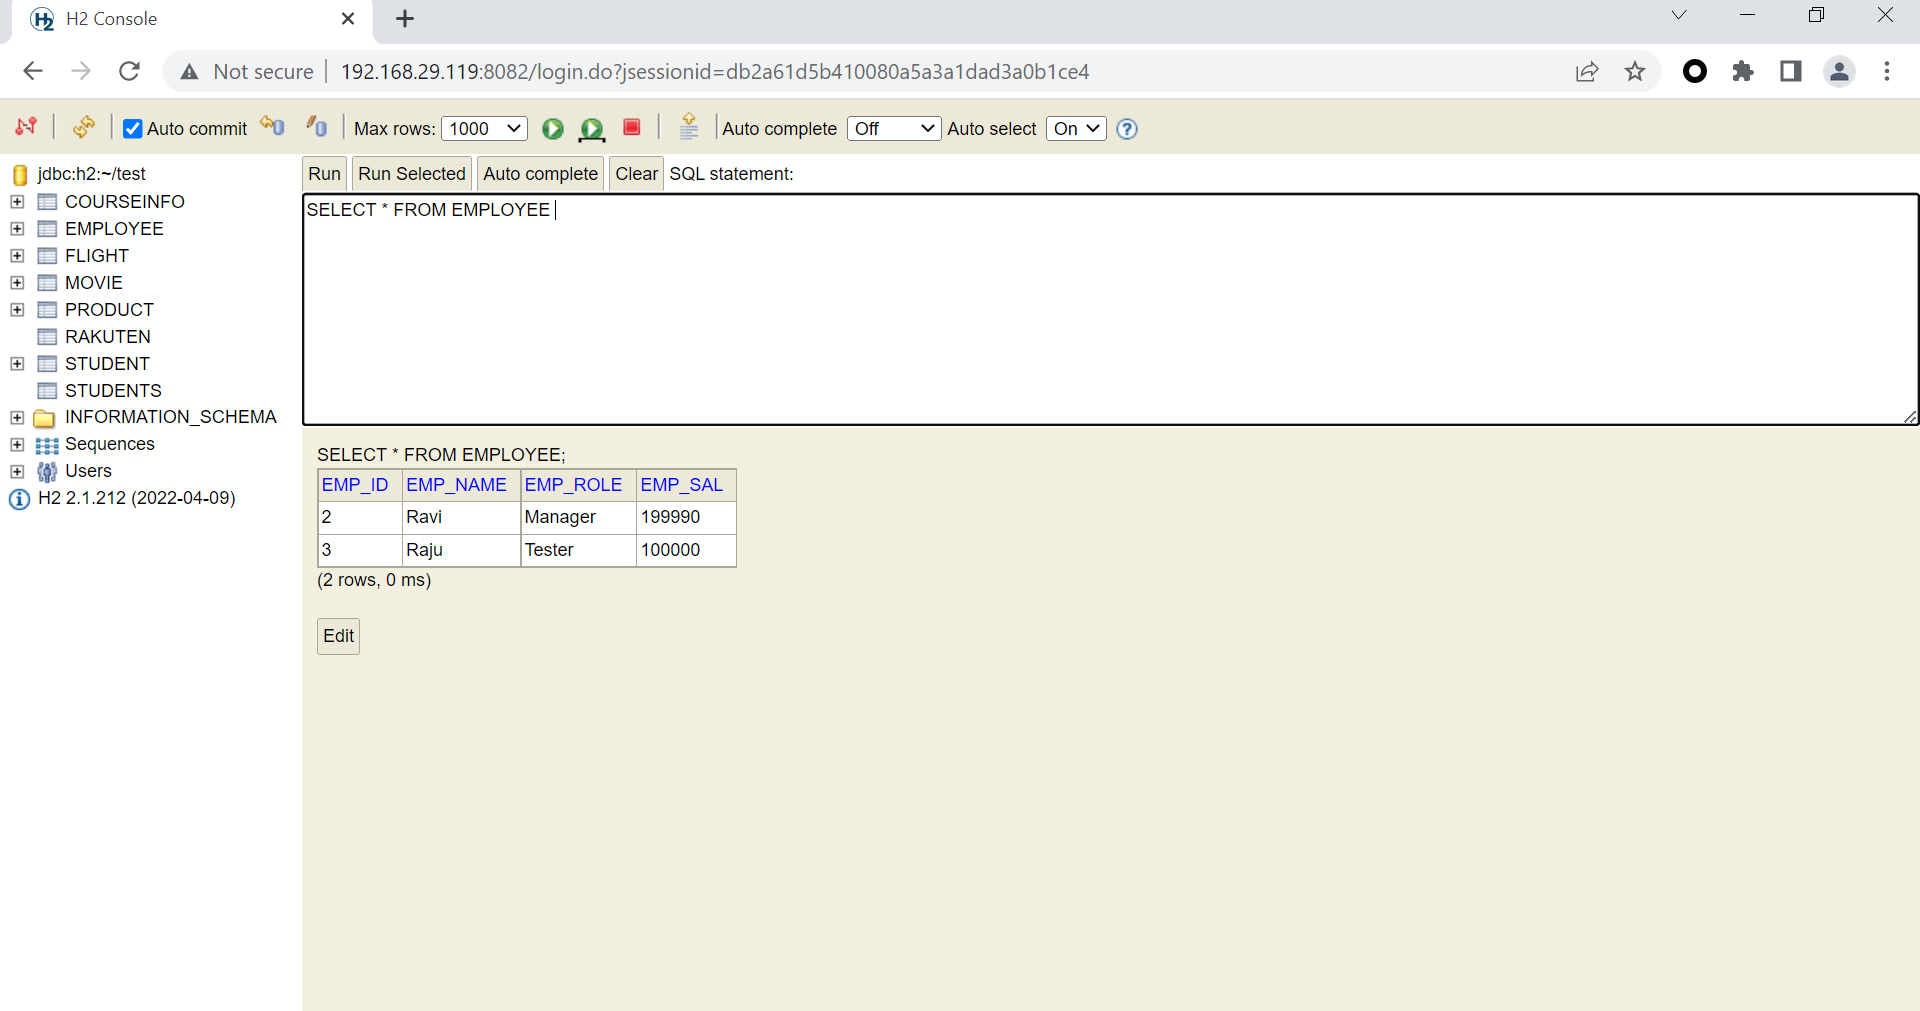 H2 Console
Not secure 192.168.29.119:8082/login.do?jsessionid=db2a61d5b410080a5a3a1dad3a0b1ce4
Auto commit Max rows: 1000 Auto complete Off Auto select On ?
jdbc:h2:~/test
COURSEINFO
EMPLOYEE
FLIGHT
MOVIE
PRODUCT
RAKUTEN
STUDENT
STUDENTS
INFORMATION_SCHEMA
Sequences
Users
H2 2.1.212 (2022-04-09)
Run Run Selected Auto complete Clear SQL statement:
SELECT * FROM EMPLOYEE
SELECT * FROM EMPLOYEE;
EMP_ID EMP_NAME EMP_ROLE EMP_SAL
2 Ravi Manager 199990
3 Raju Tester 100000
(2 rows, 0 ms)
Edit